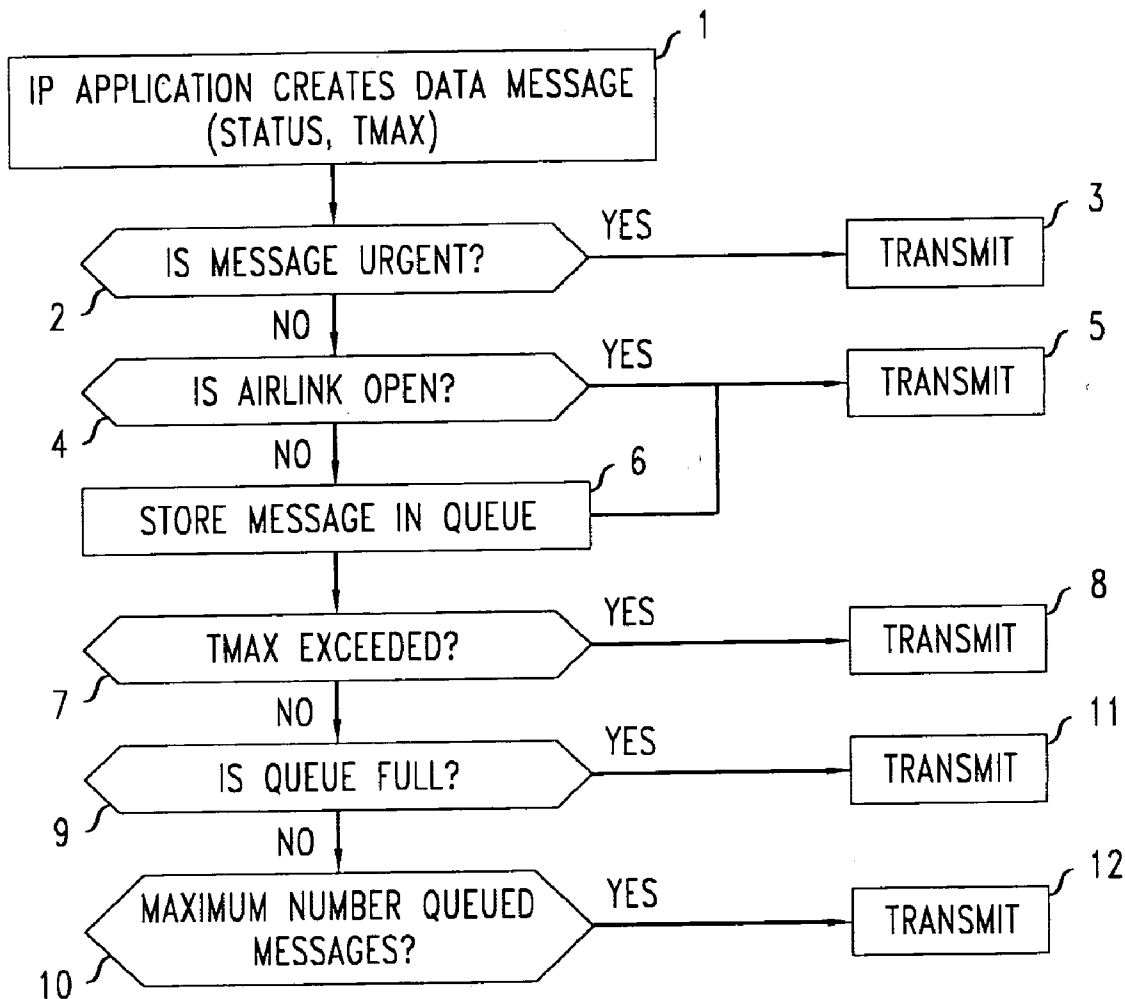 1
IP APPLICATION CREATES DATA MESSAGE
(STATUS, TMAX)
3
IS MESSAGE URGENT?
YES
TRANSMIT
2
NO
5
IS AIRLINK OPEN?
YES
TRANSMIT
4
NO
6
STORE MESSAGE IN QUEUE
8
TMAX EXCEEDED?
YES
TRANSMIT
7
NO
11
IS QUEUE FULL?
YES
TRANSMIT
9
NO
12
MAXIMUM NUMBER QUEUED
MESSAGES?
YES
TRANSMIT
10